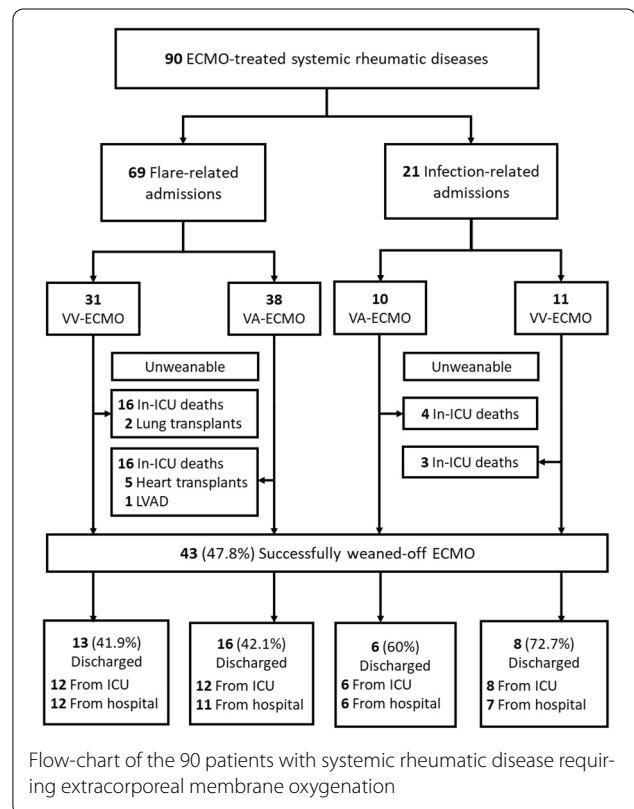 90 ECMO-treated systemic rheumatic diseases
69 Flare-related
admissions
21 Infection-related
admissions
31
VV-ECMO
38
VA-ECMO
10
VA-ECMO
11
VV-ECMO
Unweanable
16 In-ICU deaths
2 Lung transplants
16 In-ICU deaths
5 Heart transplants
1 LVAD
Unweanable
4 In-ICU deaths
3 In-ICU deaths
43 (47.8%) Successfully weaned-off ECMO
13 (41.9%)
Discharged
12 From ICU
12 From hospital
16 (42.1%)
Discharged
12 From ICU
11 From hospital
6 (60%)
Discharged
6 From ICU
6 From hospital
8 (72.7%)
Discharged
8 From ICU
7 From hospital
Flow-chart of the 90 patients with systemic rheumatic disease requir-
ing extracorporeal membrane oxygenation